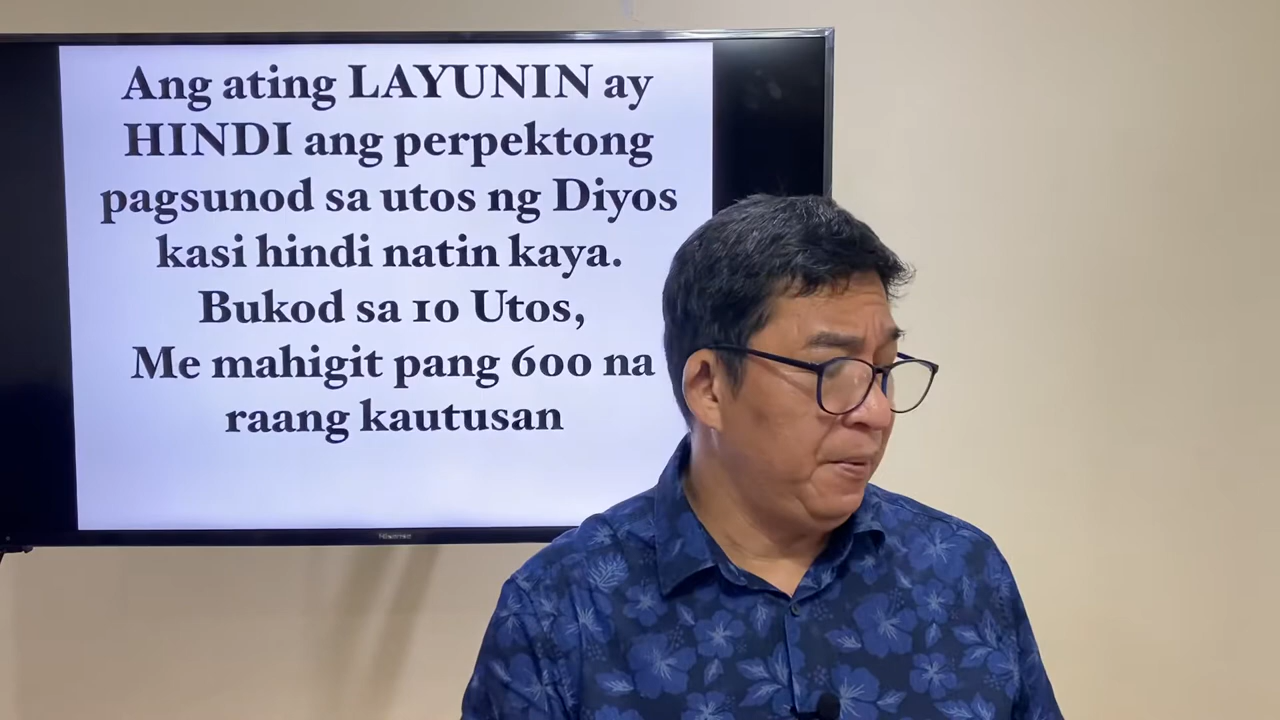 Ang ating LAYUNIN ay
HINDI ang perpektong
pagsunod sa utos ng Diyos
kasi hindi natin kaya.
Bukod sa 10 Utos,
Me mahigit pang 600 na
raang kautusan
Hisense